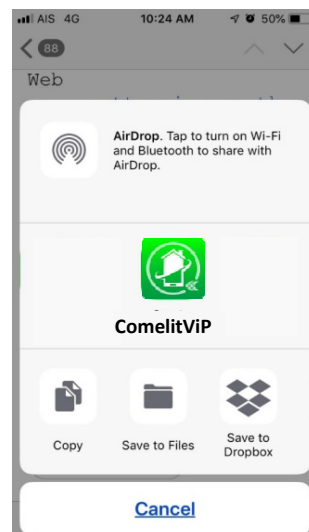 AIS 4G 10:24 AM 50%
88
Web
AirDrop. Tap to turn on Wi-Fi
and Bluetooth to share with
AirDrop.
ComelitViP
Copy
Save to Files
Save to
Dropbox
Cancel